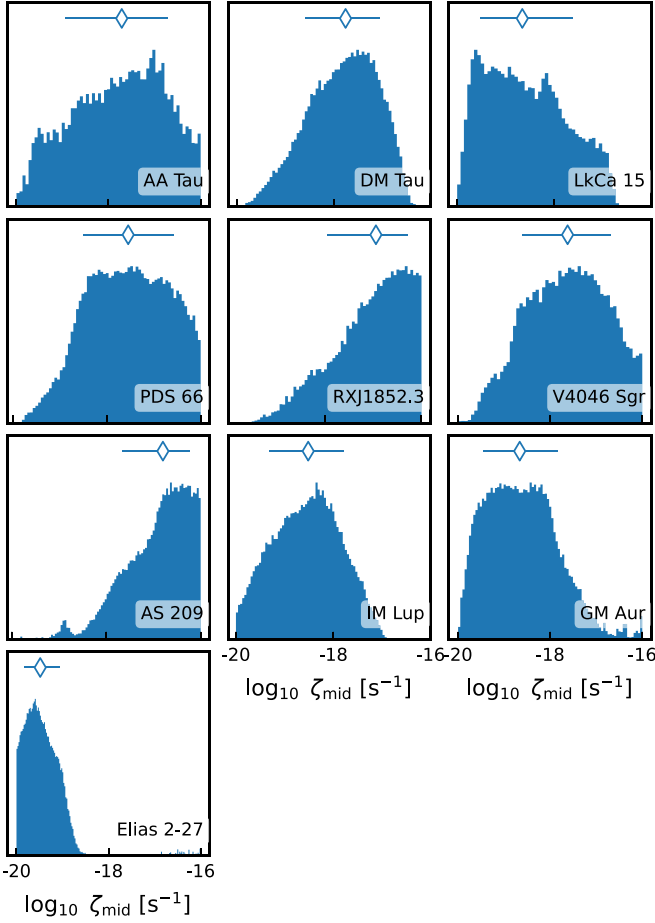 AA Tau
DM Tau
LkCa 15
PDS 66
RXJ1852.3
V4046 Sgr
AS 209
IM Lup
GM Aur
-20 -18 -16
-20 -18 -16
log₁₀ ζmid [s⁻¹]
log₁₀ ζmid [s⁻¹]
Elias 2-27
-20 -18 -16
log₁₀ ζmid [s⁻¹]